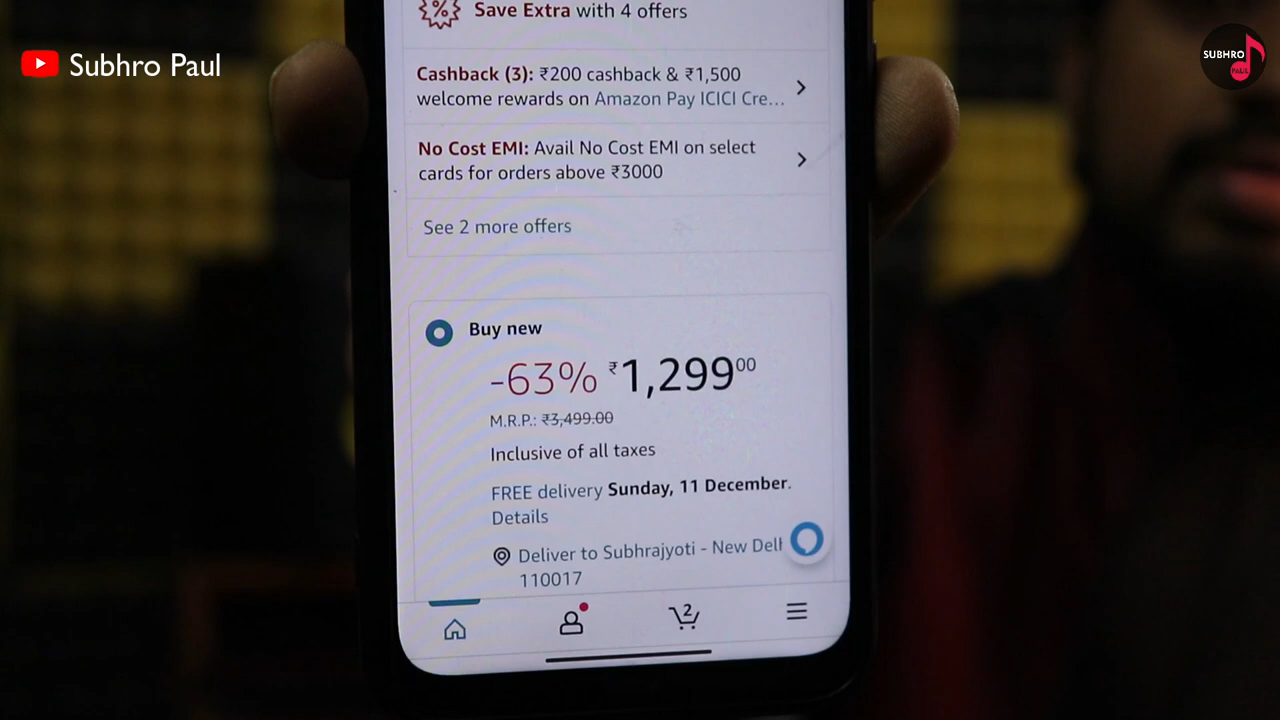 Subhro Paul
SUBHRO
PAUL
Save Extra with 4 offers
Cashback (3): ₹200 cashback & ₹1,500
welcome rewards on Amazon Pay ICICI Cre...
No Cost EMI: Avail No Cost EMI on select
cards for orders above ₹3000
See 2 more offers
Buy new
-63% ₹1,29900
M.R.P.: ₹3,499.00
Inclusive of all taxes
FREE delivery Sunday, 11 December.
Details
Deliver to Subhrajyoti - New Delh
110017
2